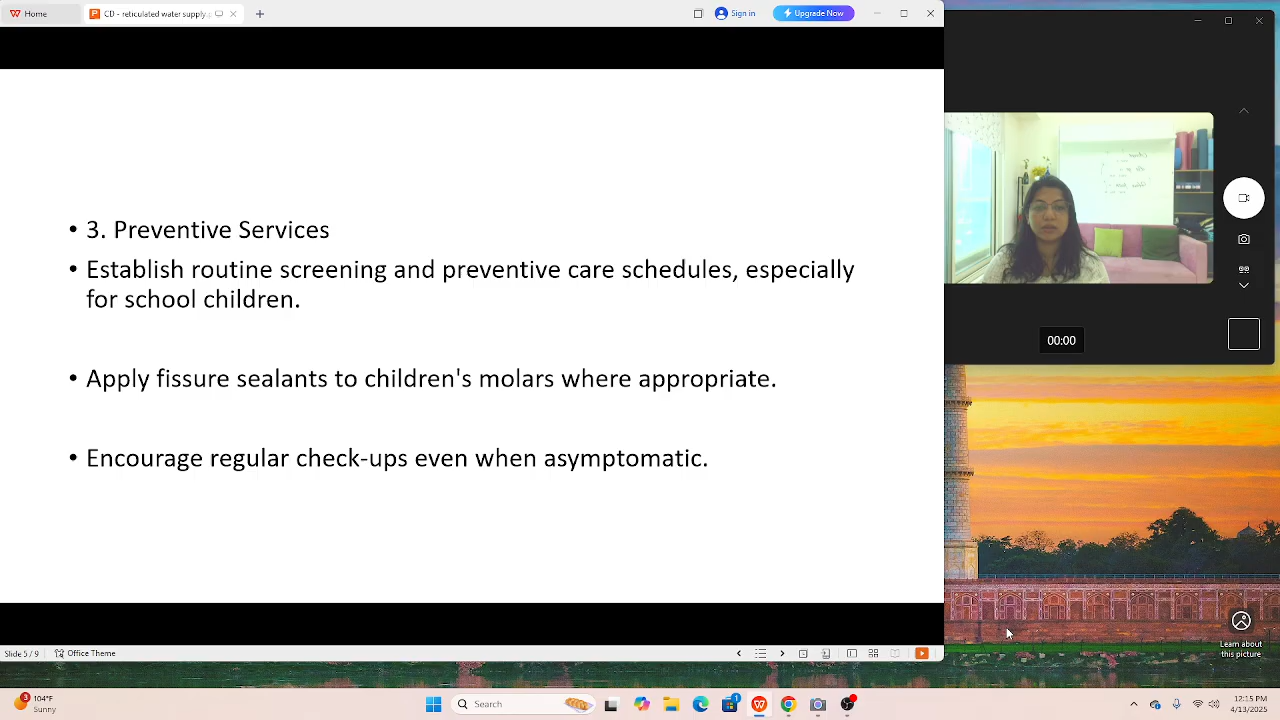 Home
CD - reticulated water supply
+
Sign in
Upgrade Now
• 3. Preventive Services
• Establish routine screening and preventive care schedules, especially
for school children.
• Apply fissure sealants to children's molars where appropriate.
• Encourage regular check-ups even when asymptomatic.
00:00
Slide 5 / 9
Office Theme
Learn about
this picture
3
104°F
Sunny
Search
1
12:15 PM
4/13/2025